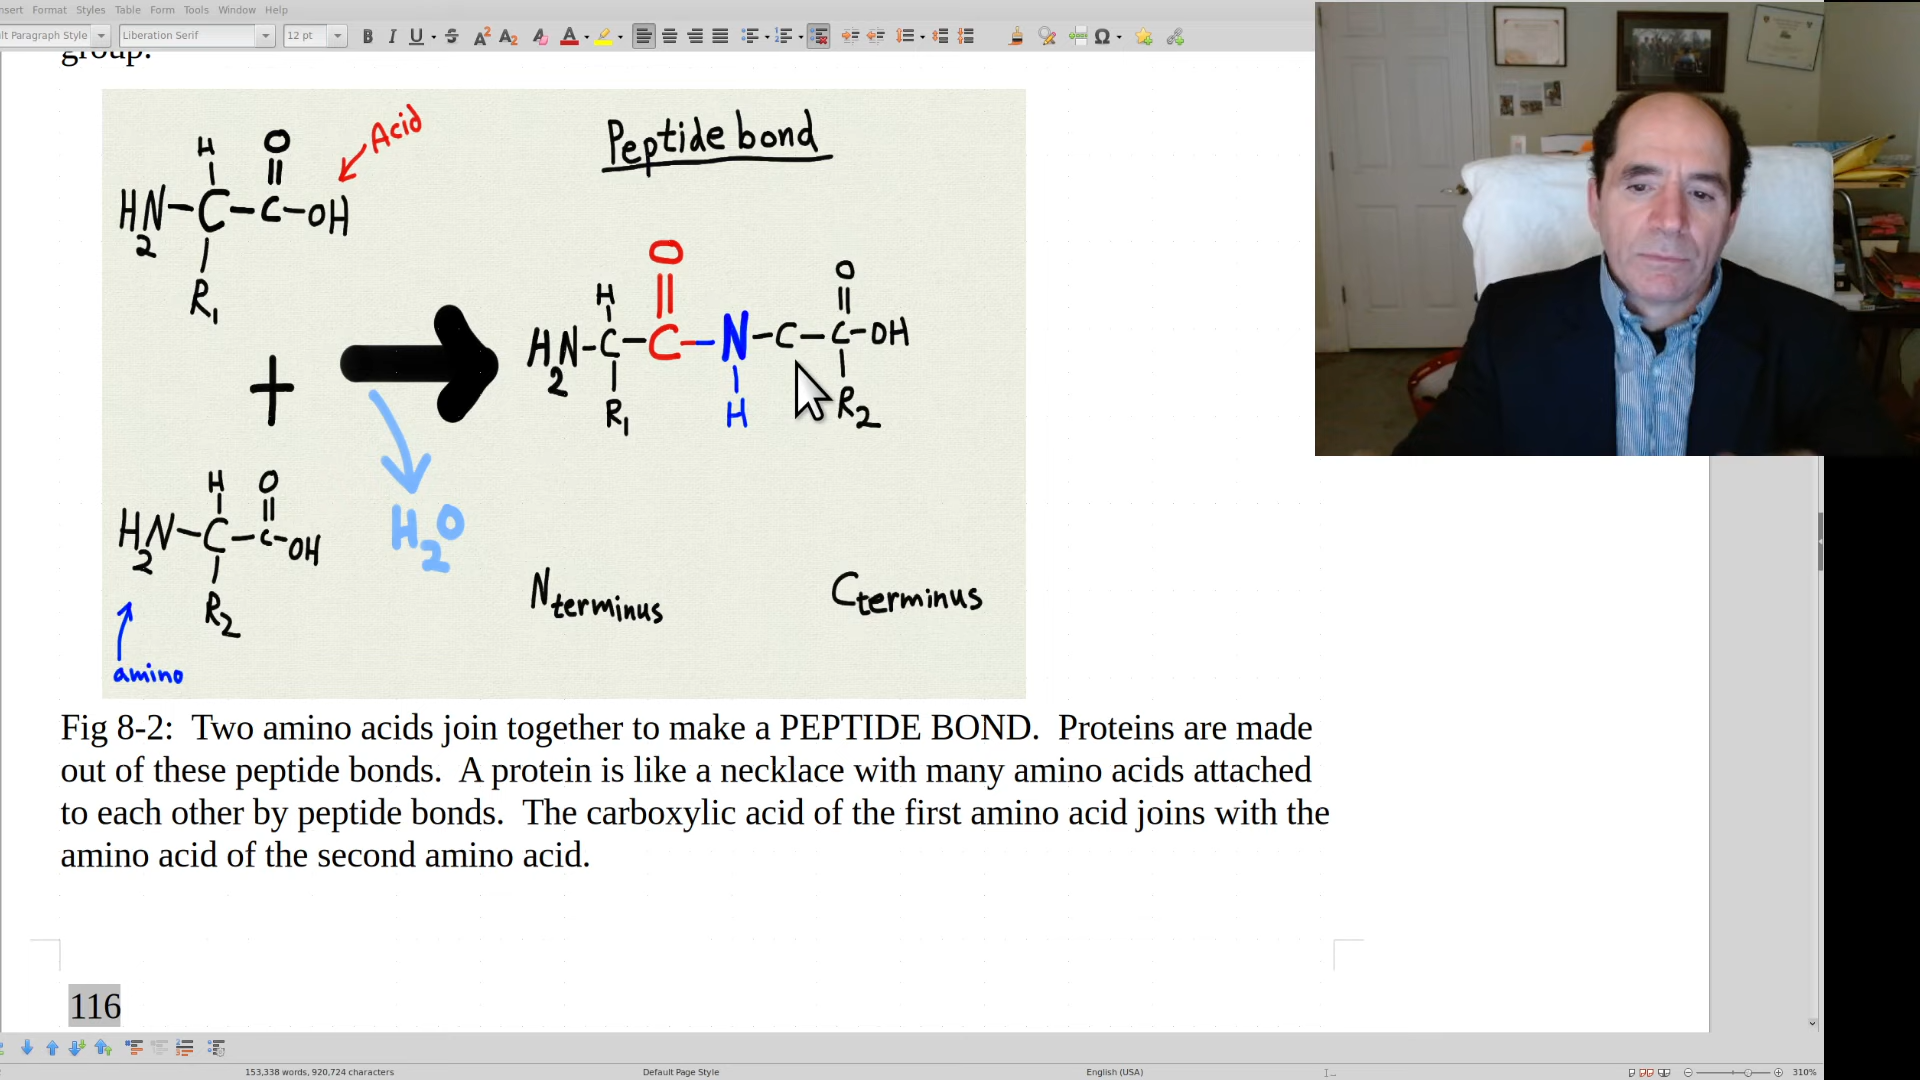 nsert Format Styles Table Form Tools Window Help
lt Paragraph Style Liberation Serif 12 pt
group.
Acid
Peptide bond
H O
H2N-C-C-OH
R1
+
H O O
H2N-C-C-N-C-C-OH
R1 H R2
H2O
H O
H2N-C-C-OH
R2
amino
Nterminus Cterminus
Fig 8-2: Two amino acids join together to make a PEPTIDE BOND. Proteins are made
out of these peptide bonds. A protein is like a necklace with many amino acids attached
to each other by peptide bonds. The carboxylic acid of the first amino acid joins with the
amino acid of the second amino acid.
116
153,338 words, 920,724 characters Default Page Style English (USA) 310%